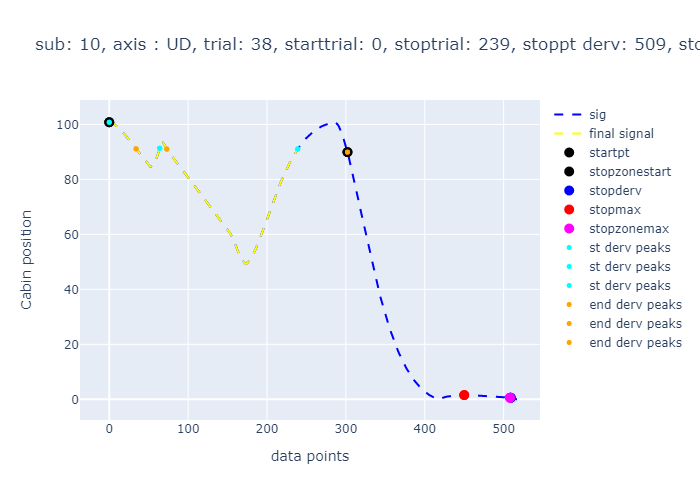 sub: 10, axis : UD, trial: 38, starttrial: 0, stoptrial: 239, stoppt derv: 509, sto
100
80
60
40
20
0
Cabin position
0 100 200 300 400 500
data points
sig
final signal
startpt
stopzonestart
stopderv
stopmax
stopzonemax
st derv peaks
st derv peaks
st derv peaks
end derv peaks
end derv peaks
end derv peaks